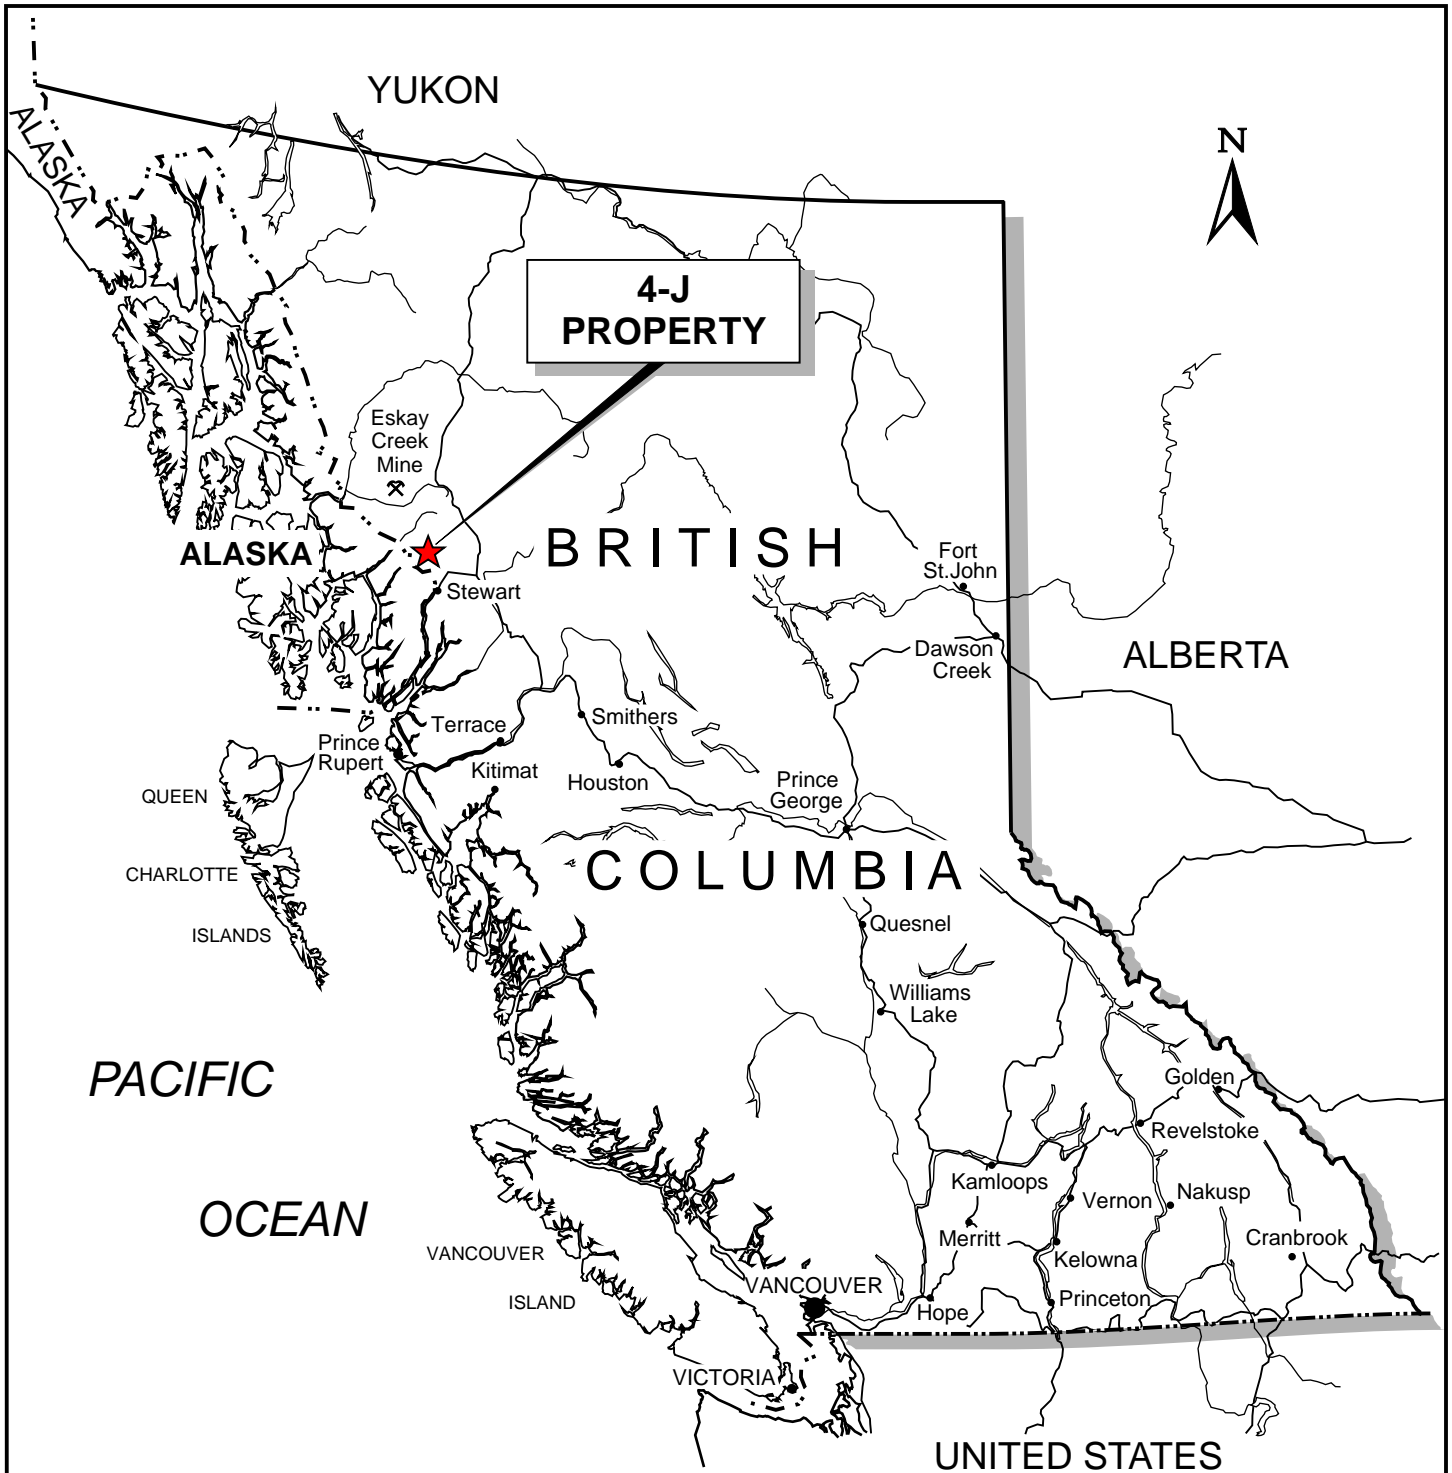 YUKON
ALASKA
N
4-J
PROPERTY
Eskay
Creek
Mine
BRITISH
ALASKA
Stewart
Fort
St.John
Dawson
Creek
ALBERTA
Smithers
Terrace
Prince
Rupert
Kitimat
Houston
Prince
George
QUEEN
CHARLOTTE
ISLANDS
COLUMBIA
Quesnel
Williams
Lake
PACIFIC
OCEAN
Golden
Revelstoke
Kamloops
Vernon
Nakusp
Merritt
Cranbrook
Kelowna
VANCOUVER
ISLAND
VANCOUVER
Hope
Princeton
VICTORIA
UNITED STATES